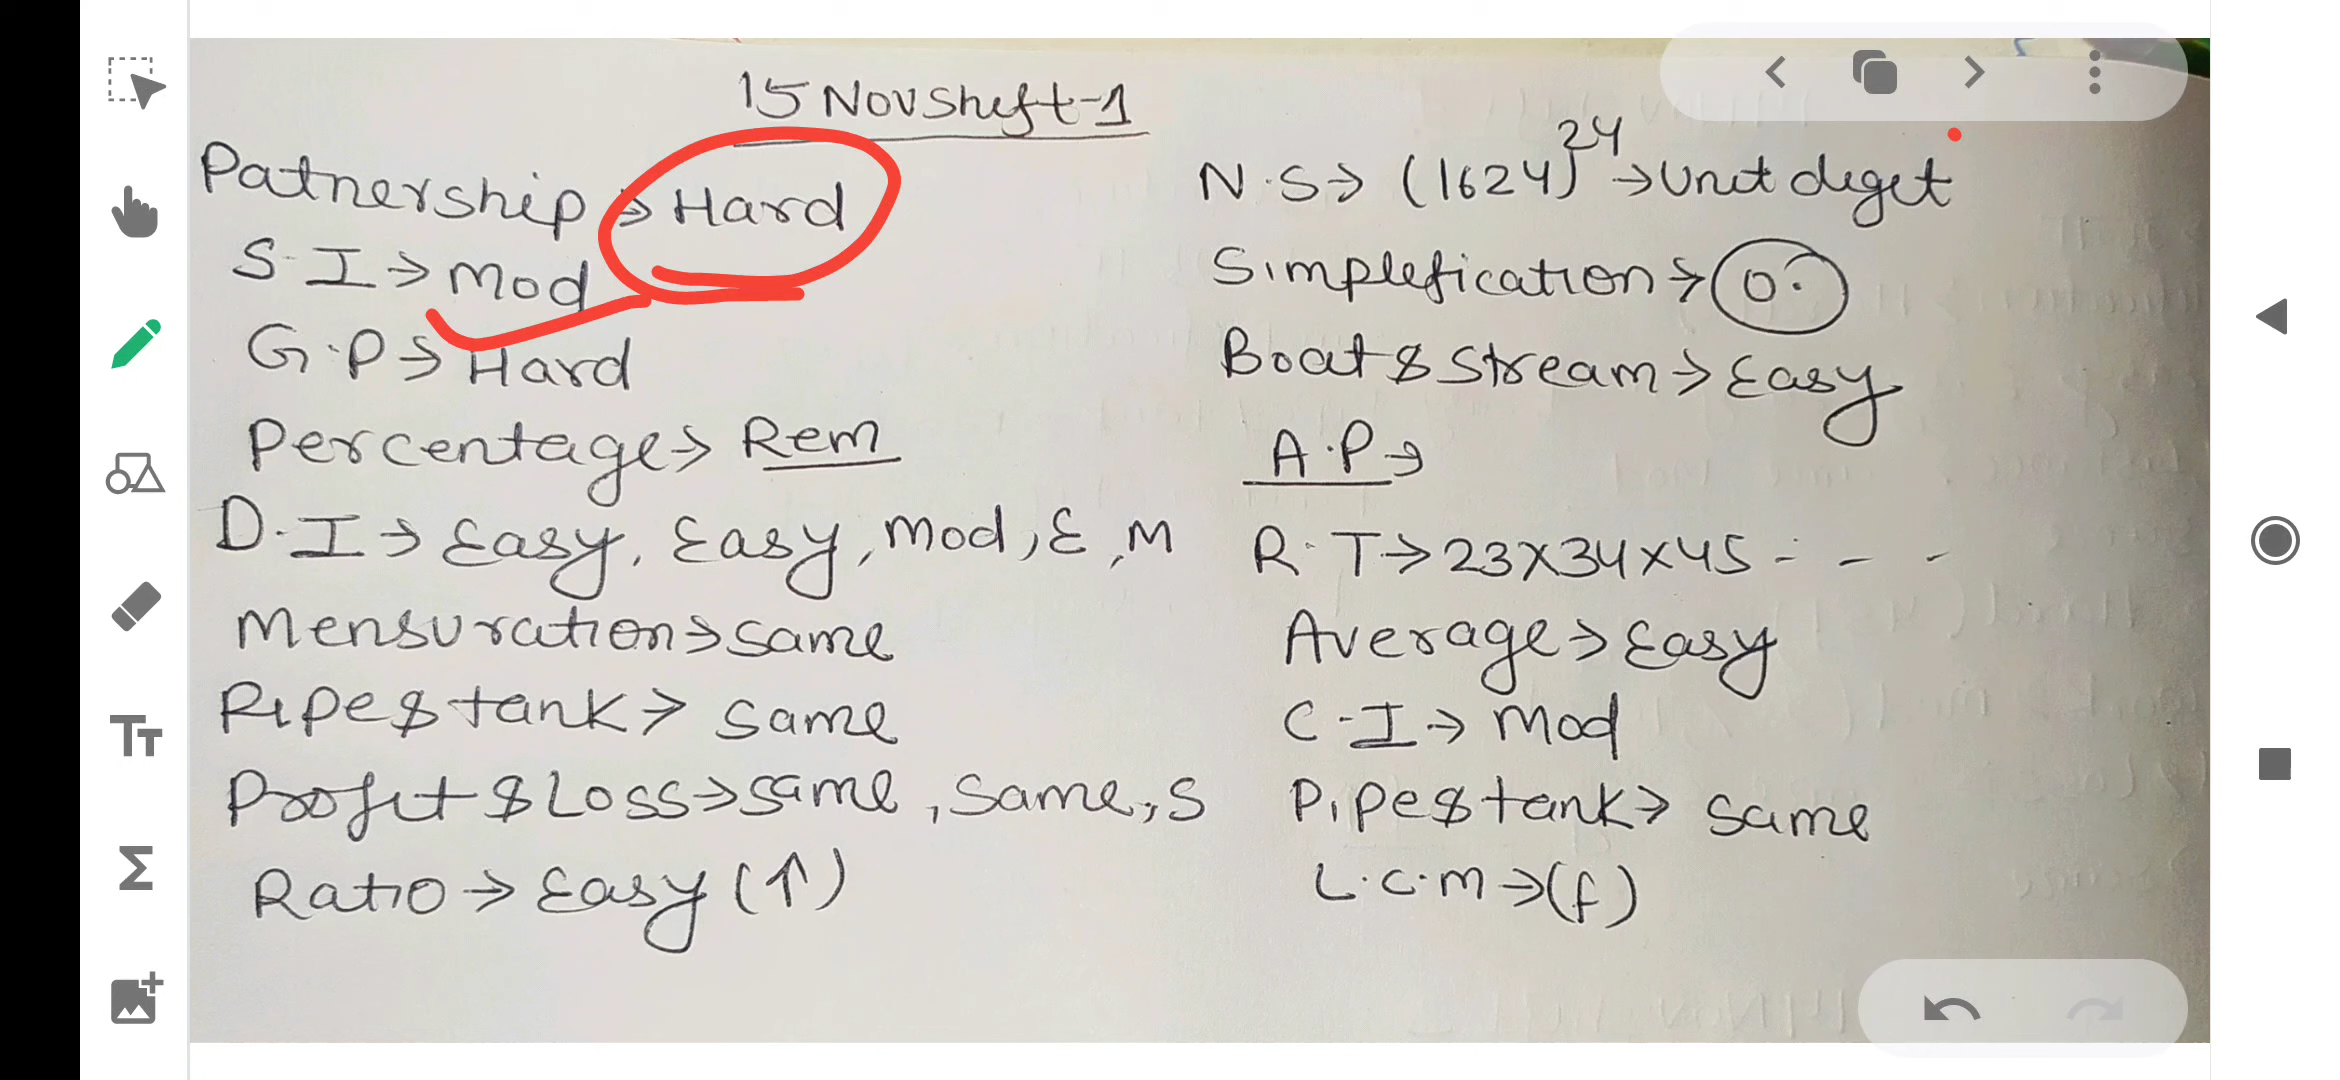 15 Nov Shift-1
Patnership → Hard
S.I → Mod
G.P → Hard
Percentage → Rem
D.I → Easy, Easy, Mod, E, M
Mensuration → Same
Pipe & tank → Same
Profit & Loss → Same, Same, S
Ratio → Easy (↑)
N.S → (1624)^24 → Unit diget
Simplefication →
Boat & Stream → Easy
A.P →
R.T → 23×34×45 - - -
Average → Easy
C.I → Mod
Pipe & tank → Same
L.C.M → (f)